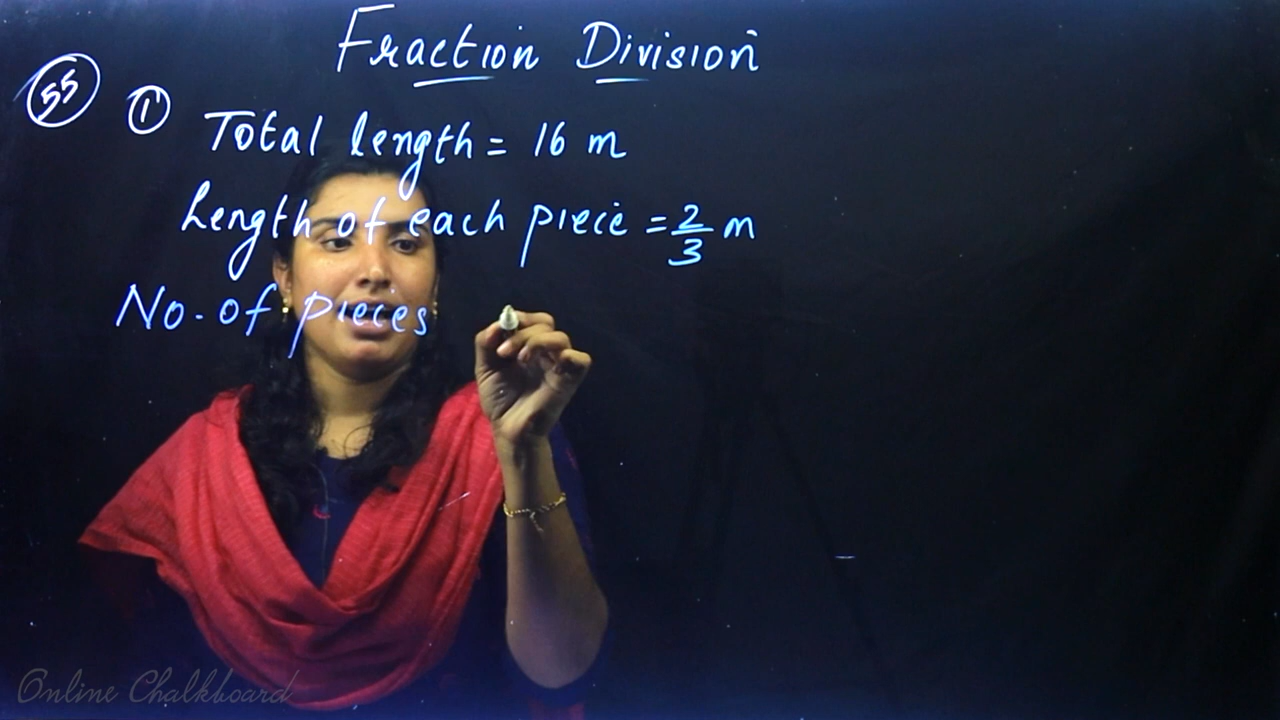 Fraction Division
55 1 Total length = 16 m
Length of each piece = 2/3 m
No. of pieces
Online Chalkboard